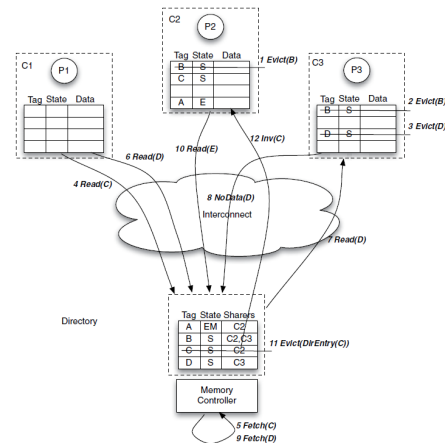 C2
P2
Tag State Data
B S
C S
A E
1 Evict(B)
C1
P1
Tag State Data
C3
P3
Tag State Data
B S
D S
2 Evict(B)
3 Evict(D)
12 Inv(C)
10 Read(E)
6 Read(D)
4 Read(C)
8 NoData(D)
Interconnect
7 Read(D)
Directory
Tag State Sharers
A EM C2
B S C2,C3
C S C2
D S C3
11 Evict(DirEntry(C))
Memory
Controller
5 Fetch(C)
9 Fetch(D)